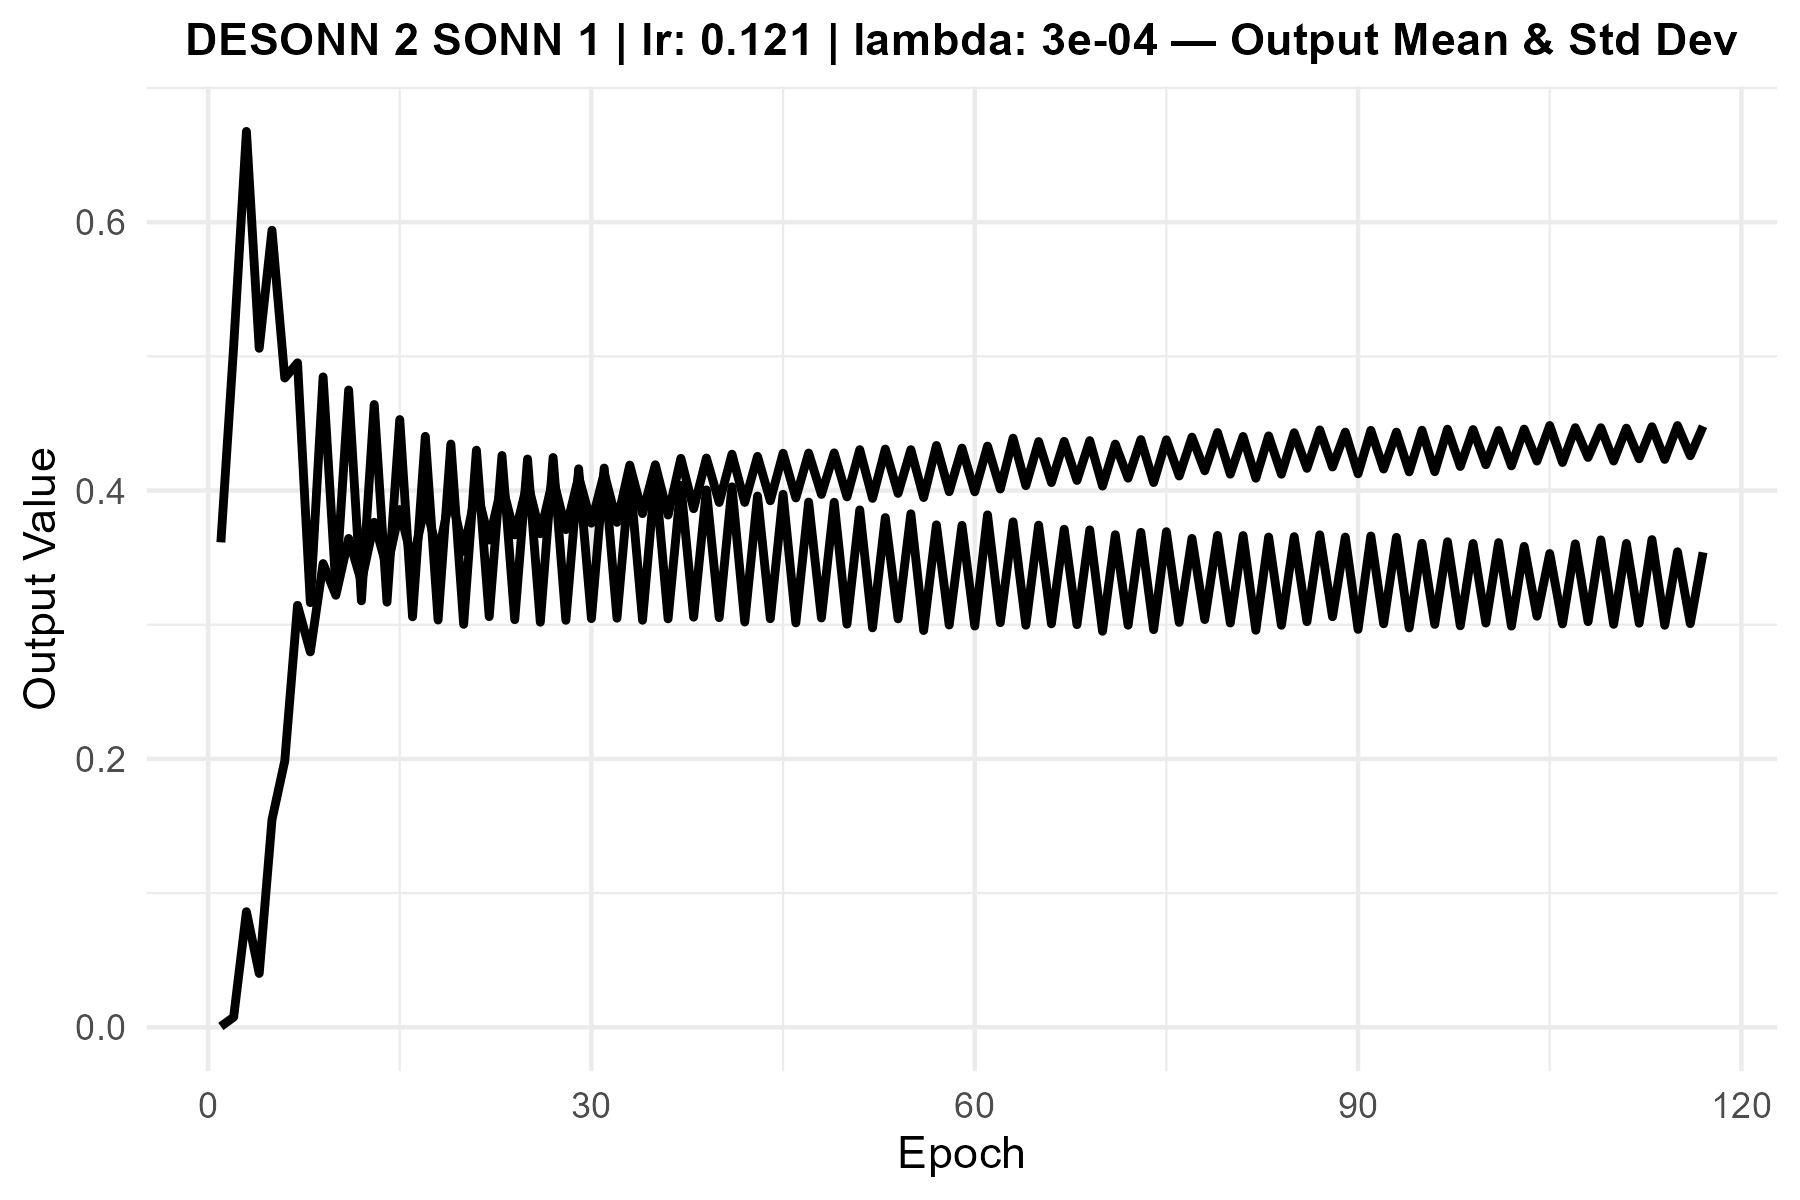 DESONN 2 SONN 1 | lr: 0.121 | lambda: 3e-04 — Output Mean & Std Dev
Output Value
0.6
0.4
0.2
0.0
0 30 60 90 120
Epoch